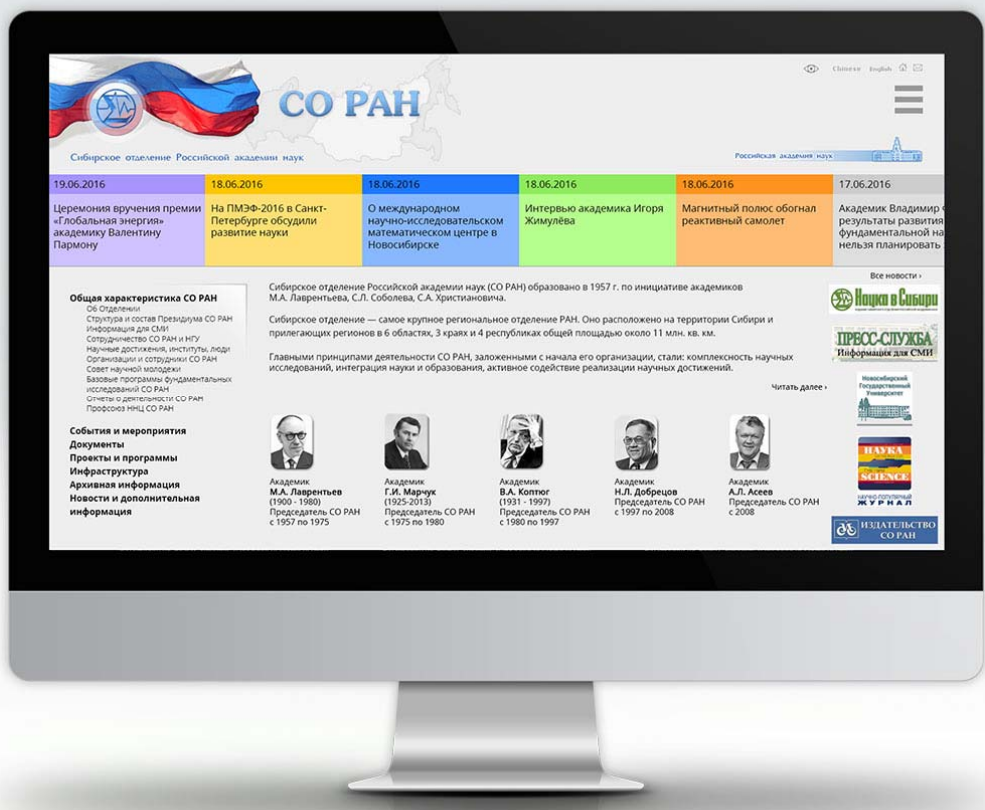 СО РАН
Chinese English
Сибирское отделение Российской академии наук
Российская академия наук
19.06.2016
Церемония вручения премии
«Глобальная энергия»
академику Валентину
Пармону
18.06.2016
На ПМЭФ-2016 в Санкт-
Петербурге обсудили
развитие науки
18.06.2016
О международном
научно-исследовательском
математическом центре в
Новосибирске
18.06.2016
Интервью академика Игоря
Жимулёва
18.06.2016
Магнитный полюс обогнал
реактивный самолет
17.06.2016
Академик Владимир
результаты развития
фундаментальной на
нельзя планировать
Все новости ›
Общая характеристика СО РАН
Об Отделении
Структура и состав Президиума СО РАН
Информация для СМИ
Сотрудничество СО РАН и НГУ
Научные достижения, институты, люди
Организации и сотрудники СО РАН
Совет научной молодежи
Базовые программы фундаментальных
исследований СО РАН
Отчеты о деятельности СО РАН
Профсоюз ННЦ СО РАН
События и мероприятия
Документы
Проекты и программы
Инфраструктура
Архивная информация
Новости и дополнительная
информация
Сибирское отделение Российской академии наук (СО РАН) образовано в 1957 г. по инициативе академиков
М.А. Лаврентьева, С.Л. Соболева, С.А. Христиановича.
Сибирское отделение — самое крупное региональное отделение РАН. Оно расположено на территории Сибири и
прилегающих регионов в 6 областях, 3 краях и 4 республиках общей площадью около 11 млн. кв. км.
Главными принципами деятельности СО РАН, заложенными с начала его организации, стали: комплексность научных
исследований, интеграция науки и образования, активное содействие реализации научных достижений.
Читать далее ›
Академик
М.А. Лаврентьев
(1900 - 1980)
Председатель СО РАН
с 1957 по 1975
Академик
Г.И. Марчук
(1925-2013)
Председатель СО РАН
с 1975 по 1980
Академик
В.А. Коптюг
(1931 - 1997)
Председатель СО РАН
с 1980 по 1997
Академик
Н.Л. Добрецов
Председатель СО РАН
с 1997 по 2008
Академик
А.Л. Асеев
Председатель СО РАН
с 2008
Наука в Сибири
ПРЕСС-СЛУЖБА
Информация для СМИ
Новосибирский
Государственный
Университет
НАУКА
SCIENCE
НАУЧНО-ПОПУЛЯРНЫЙ
ЖУРНАЛ
ИЗДАТЕЛЬСТВО
СО РАН